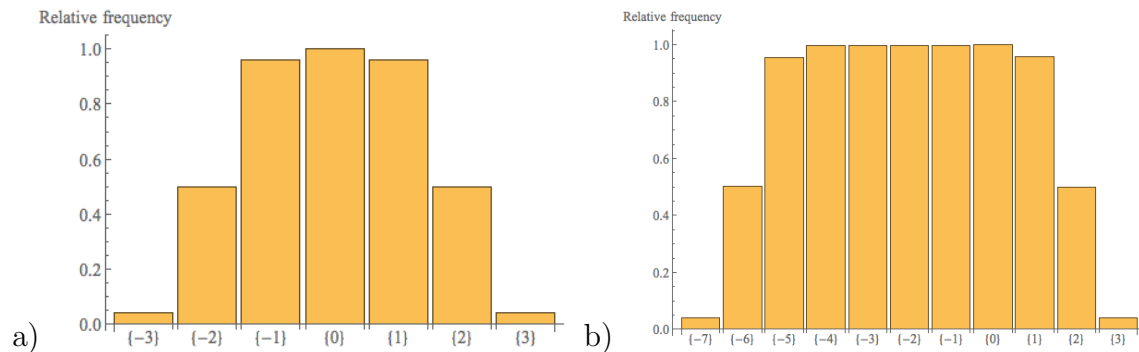 Relative frequency
1.0
0.8
0.6
0.4
0.2
0.0
{−3} {−2} {−1} {0} {1} {2} {3}
a)
Relative frequency
1.0
0.8
0.6
0.4
0.2
0.0
{−7} {−6} {−5} {−4} {−3} {−2} {−1} {0} {1} {2} {3}
b)